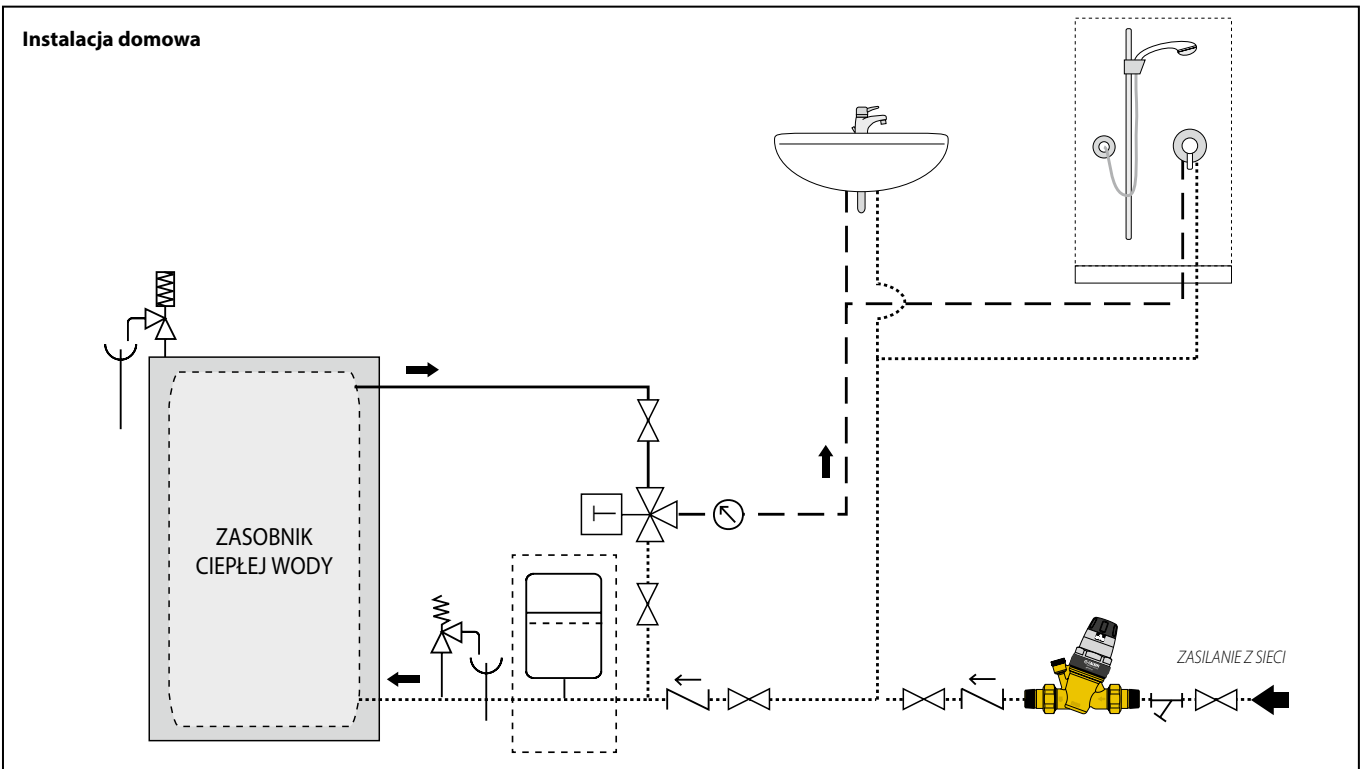 Instalacja domowa
ZASOBNIK
CIEPŁEJ WODY
T
ZASILANIE Z SIECI